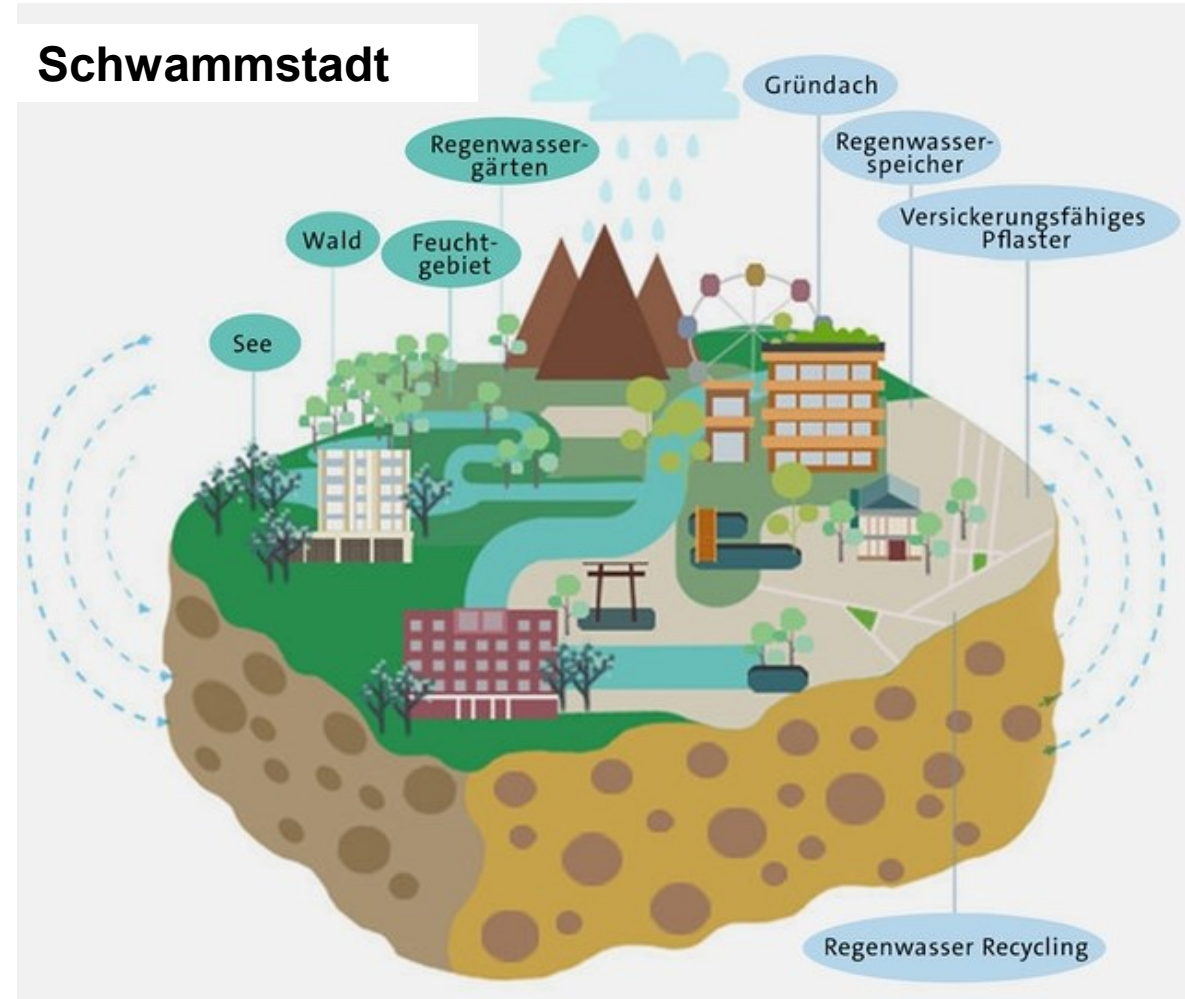 Schwammstadt
Gründach
Regenwasser-
speicher
Regenwasser-
gärten
Versickerungsfähiges
Pflaster
Wald
Feucht-
gebiet
See
Regenwasser Recycling